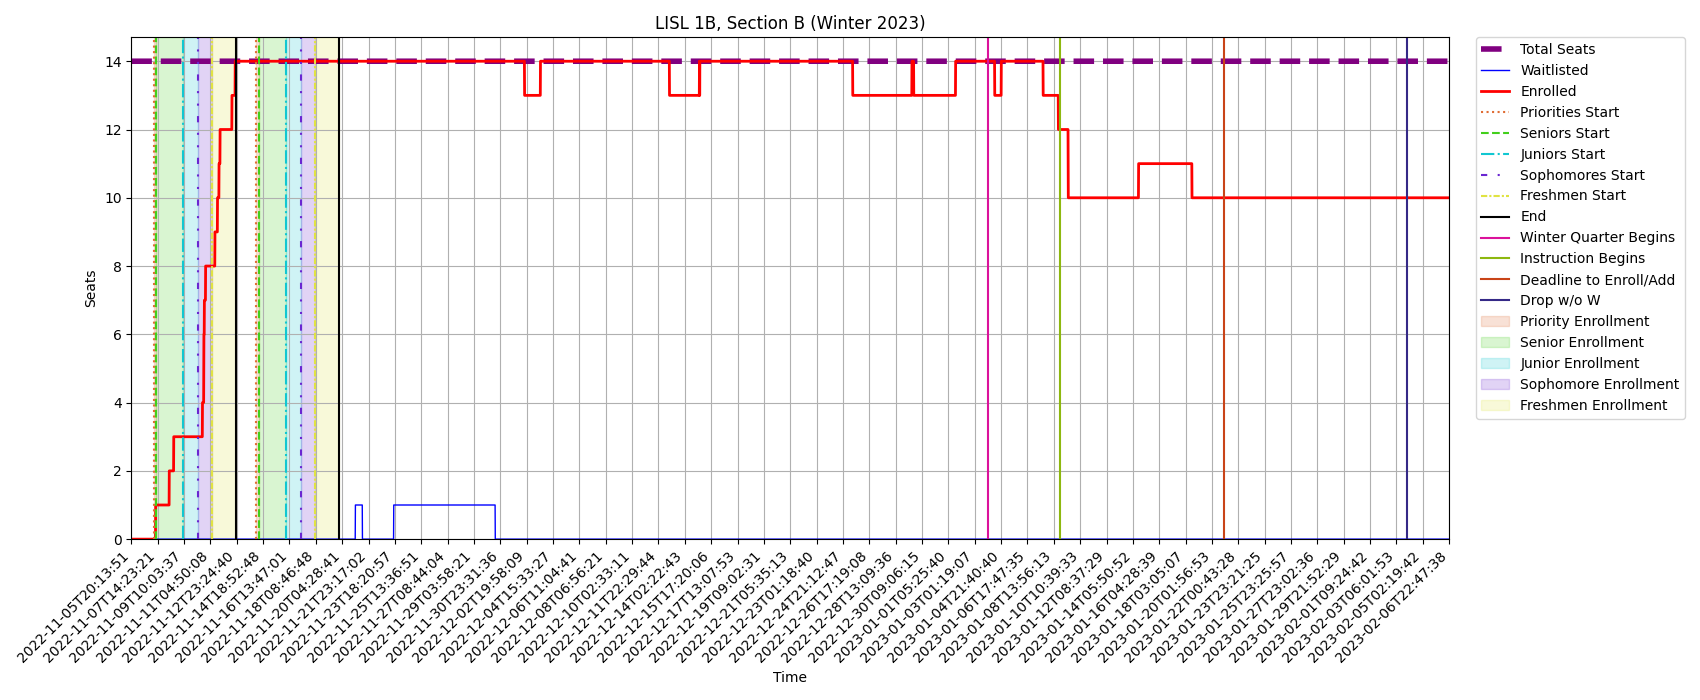 LISL 1B, Section B (Winter 2023)
Seats
14
12
10
8
6
4
2
0
2022-11-05T20:13:51
2022-11-07T14:23:21
2022-11-09T10:03:37
2022-11-11T04:50:08
2022-11-12T23:24:40
2022-11-14T18:52:48
2022-11-16T13:47:01
2022-11-18T08:46:48
2022-11-20T04:28:41
2022-11-21T23:17:02
2022-11-23T18:20:57
2022-11-25T13:36:51
2022-11-27T08:44:04
2022-11-29T03:58:21
2022-11-30T23:31:36
2022-12-02T19:58:09
2022-12-04T15:33:27
2022-12-06T11:04:41
2022-12-08T06:56:21
2022-12-10T02:33:11
2022-12-11T22:29:44
2022-12-14T02:22:43
2022-12-15T17:20:06
2022-12-17T13:07:53
2022-12-19T09:02:31
2022-12-21T05:35:13
2022-12-23T01:18:40
2022-12-24T21:12:47
2022-12-26T17:19:08
2022-12-28T13:09:36
2022-12-30T09:06:15
2023-01-01T05:25:40
2023-01-03T01:19:07
2023-01-04T21:40:40
2023-01-06T17:47:35
2023-01-08T13:56:13
2023-01-10T10:39:33
2023-01-12T08:37:29
2023-01-14T05:50:52
2023-01-16T04:28:39
2023-01-18T03:05:07
2023-01-20T01:56:53
2023-01-22T00:43:28
2023-01-23T23:21:25
2023-01-25T23:25:57
2023-01-27T23:02:36
2023-01-29T21:52:29
2023-02-01T09:24:42
2023-02-03T06:01:53
2023-02-05T02:19:42
2023-02-06T22:47:38
Time
Total Seats
Waitlisted
Enrolled
Priorities Start
Seniors Start
Juniors Start
Sophomores Start
Freshmen Start
End
Winter Quarter Begins
Instruction Begins
Deadline to Enroll/Add
Drop w/o W
Priority Enrollment
Senior Enrollment
Junior Enrollment
Sophomore Enrollment
Freshmen Enrollment